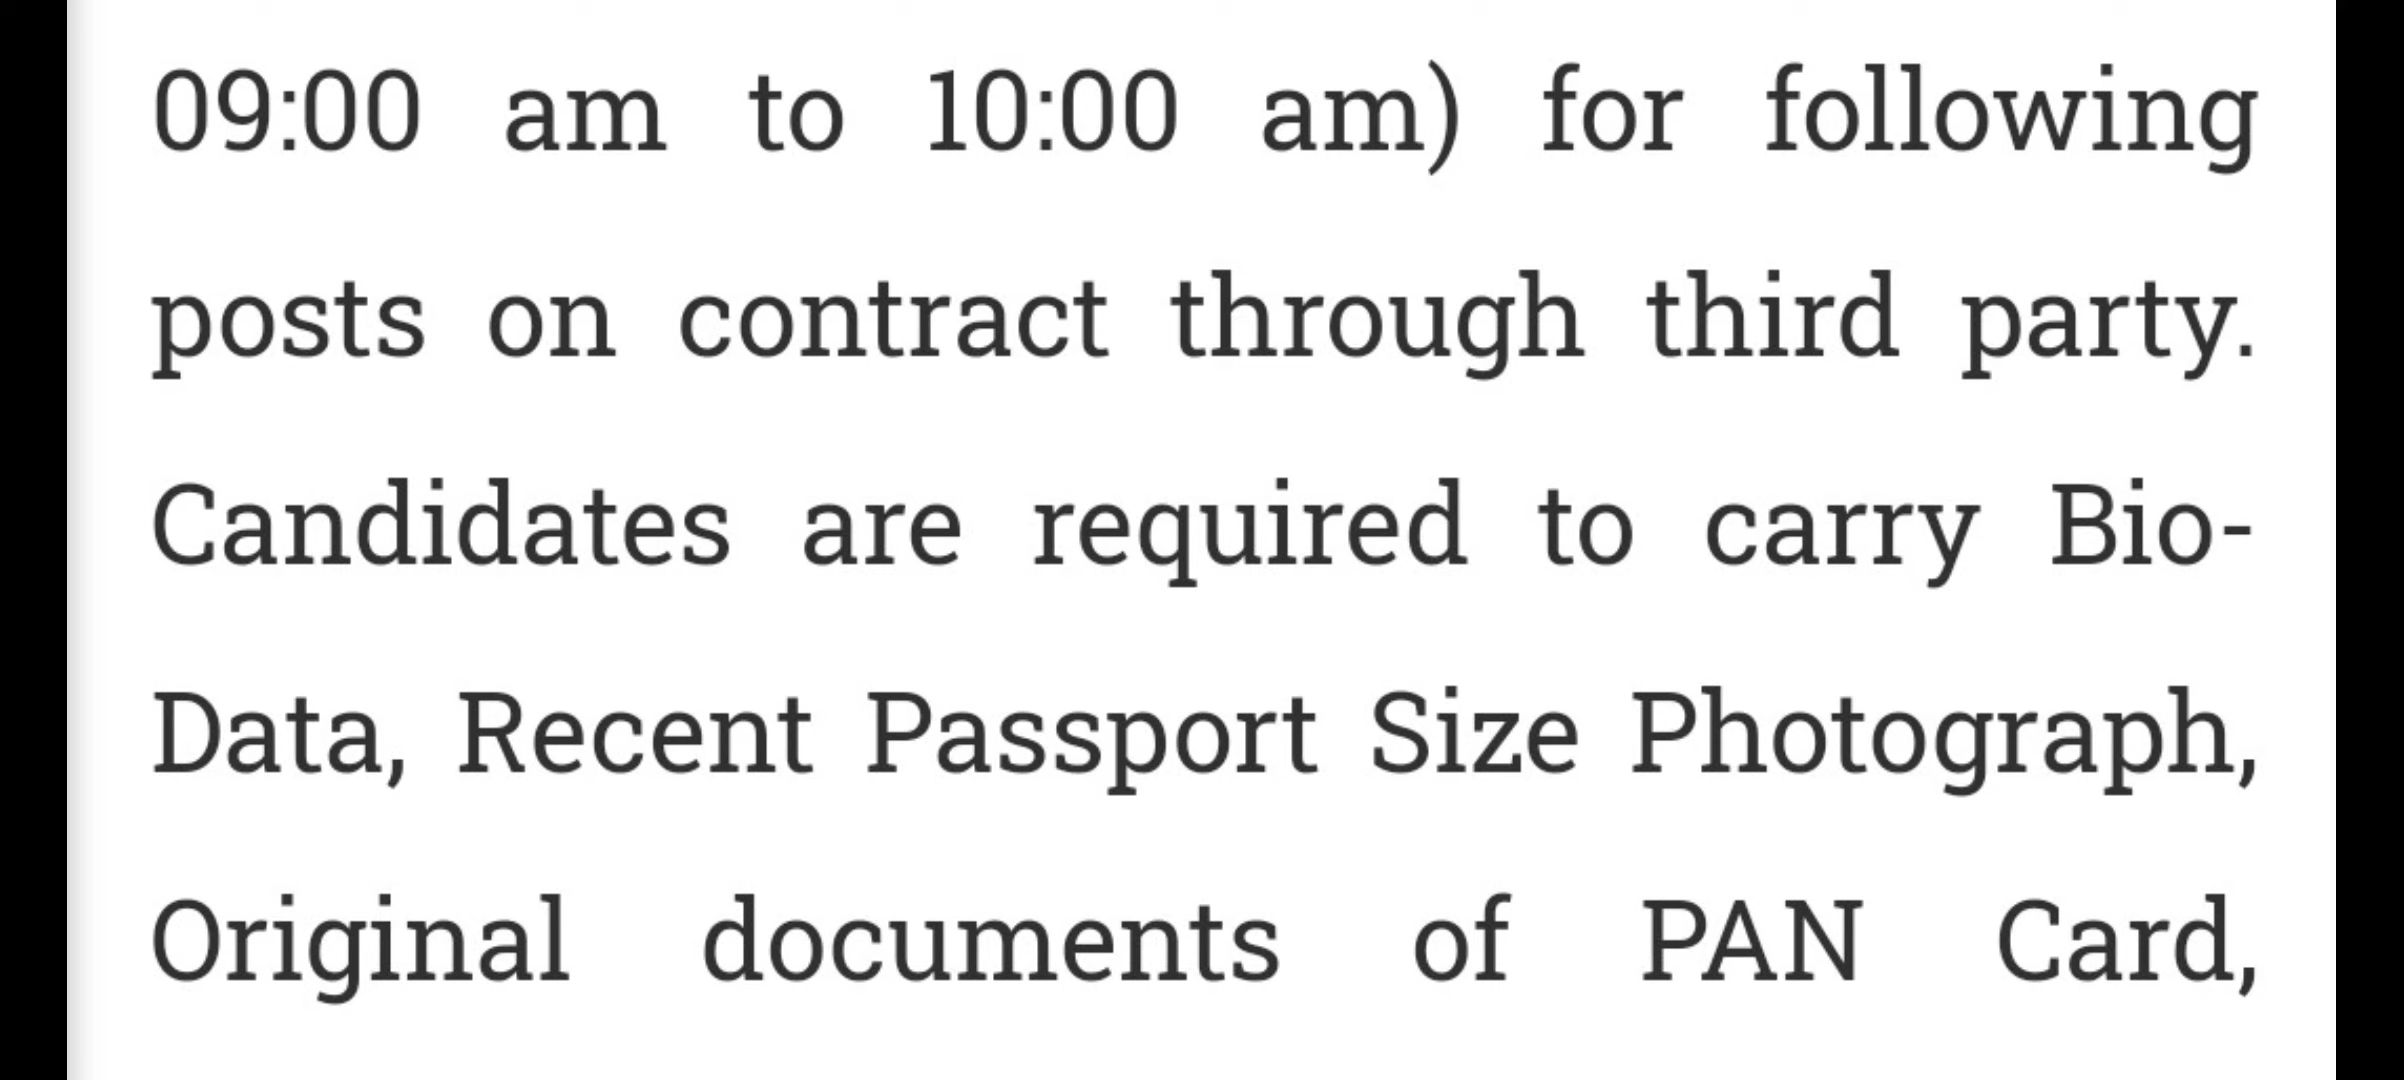 09:00 am to 10:00 am) for following
posts on contract through third party.
Candidates are required to carry Bio-
Data, Recent Passport Size Photograph,
Original documents of PAN Card,